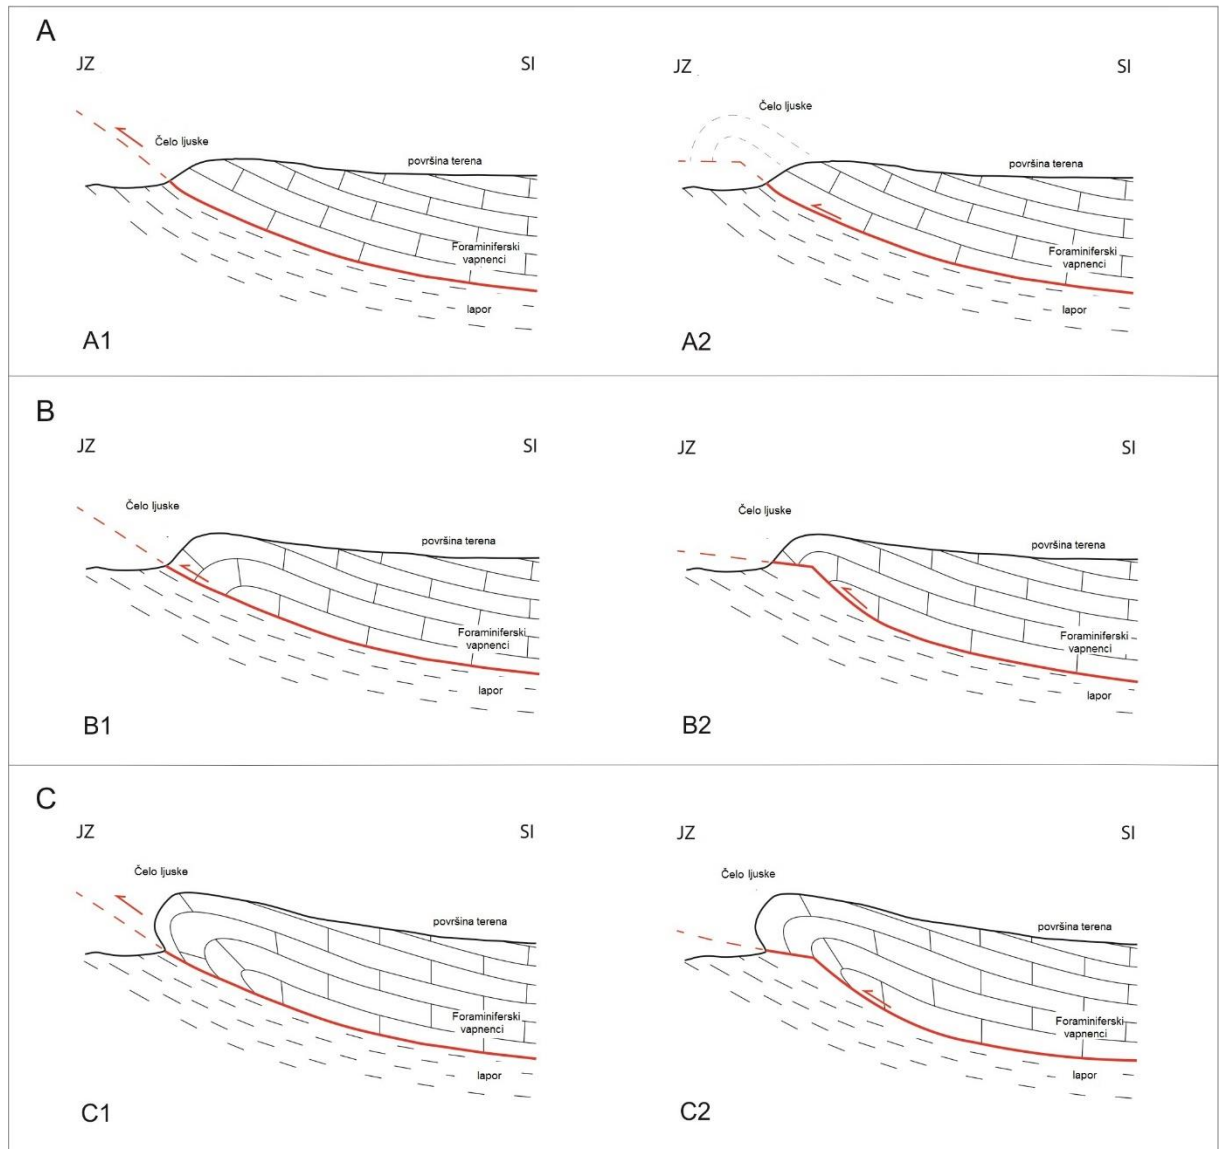 A
JZ
SI
Čelo ljuske
površina terena
Foraminiferski
vapnenci
lapor
A1
JZ
SI
Čelo ljuske
površina terena
Foraminiferski
vapnenci
lapor
A2
B
JZ
SI
Čelo ljuske
površina terena
Foraminiferski
vapnenci
lapor
B1
JZ
SI
Čelo ljuske
površina terena
Foraminiferski
vapnenci
lapor
B2
C
JZ
SI
Čelo ljuske
površina terena
Foraminiferski
vapnenci
lapor
C1
JZ
SI
Čelo ljuske
površina terena
Foraminiferski
vapnenci
lapor
C2